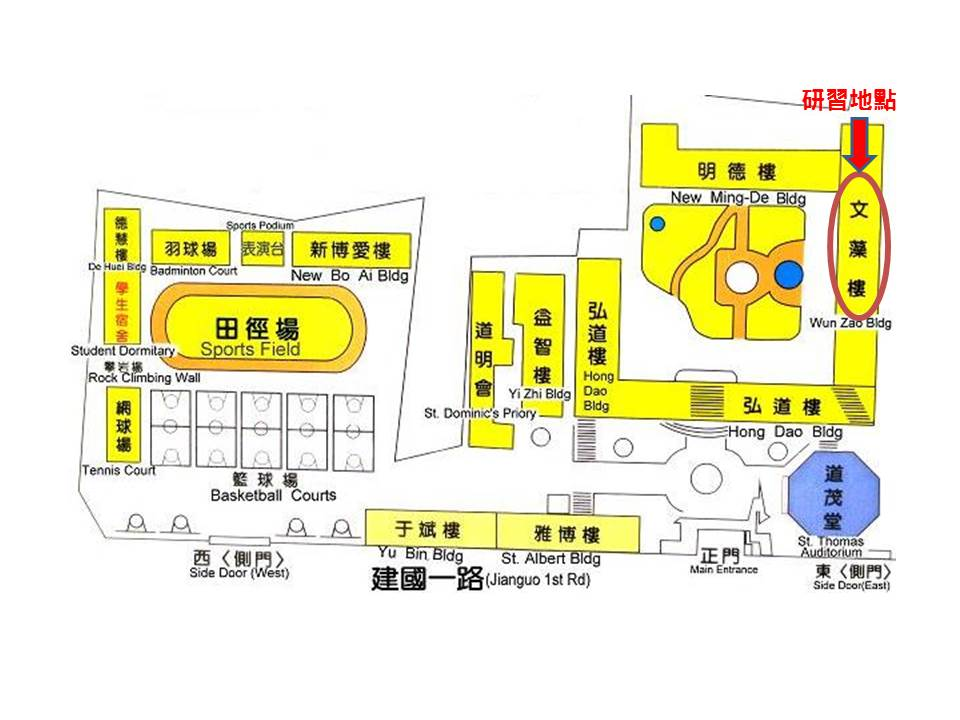 研習地點
明德樓
New Ming-De Bldg
文藻樓
Wun Zao Bldg
德慧樓
De Huei Bldg
羽球場
Badminton Court
Sports Podium
表演台
新博愛樓
New Bo Ai Bldg
學生宿舍
Student Dormitary
田徑場
Sports Field
攀岩場
Rock Climbing Wall
網球場
Tennis Court
籃球場
Basketball Courts
道明會
St. Dominic's Priory
益智樓
Yi Zhi Bldg
弘道樓
Hong
Dao
Bldg
弘道樓
Hong Dao Bldg
道茂堂
St. Thomas
Auditorium
于斌樓
Yu Bin Bldg
雅博樓
St. Albert Bldg
西〈側門〉
Side Door (West)
建國一路(Jianguo 1st Rd)
正門
Main Entrance
東〈側門〉
Side Door(East)